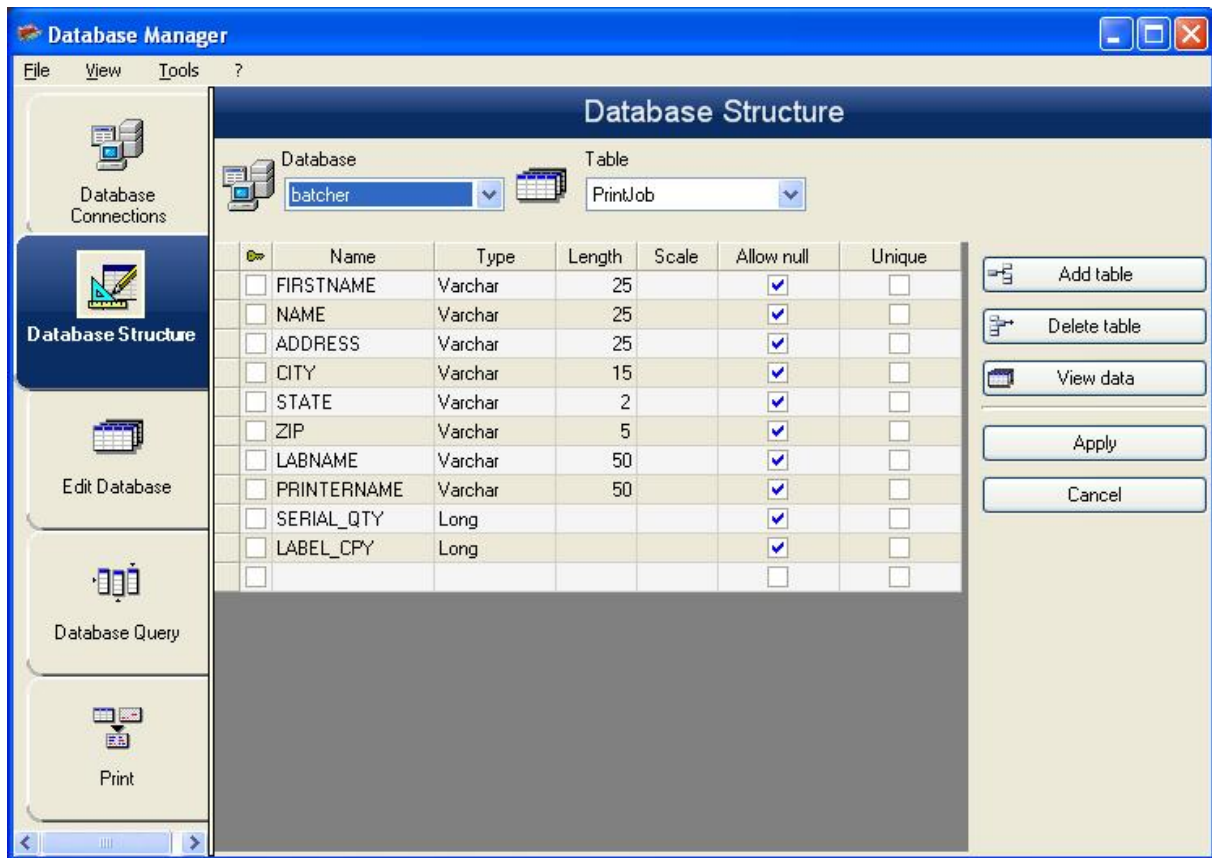 Database Manager
File View Tools ?
Database Structure
Database
Connections
Database Structure
Edit Database
Database Query
Print
Database Table
batcher PrintJob
Name Type Length Scale Allow null Unique
FIRSTNAME Varchar 25
NAME Varchar 25
ADDRESS Varchar 25
CITY Varchar 15
STATE Varchar 2
ZIP Varchar 5
LABNAME Varchar 50
PRINTERNAME Varchar 50
SERIAL_QTY Long
LABEL_CPY Long
Add table
Delete table
View data
Apply
Cancel